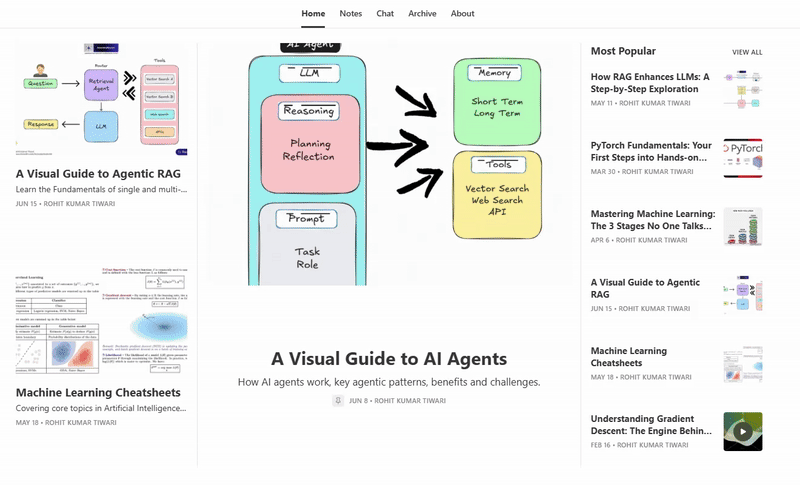 Home
Notes
Chat
Archive
About
Router
Tools
Question
Retrieval
Agent
Vector Search A
Vector Search B
Web Search
APIs
Response
LLM
A Visual Guide to Agentic RAG
Learn the Fundamentals of single and multi-...
JUN 15 • ROHIT KUMAR TIWARI
Machine Learning Cheatsheets
Covering core topics in Artificial Intelligence...
MAY 18 • ROHIT KUMAR TIWARI
AI Agent
LLM
Reasoning
Planning
Reflection
Prompt
Task
Role
Memory
Short Term
Long Term
Tools
Vector Search
Web Search
API
A Visual Guide to AI Agents
How AI agents work, key agentic patterns, benefits and challenges.
JUN 8 • ROHIT KUMAR TIWARI
Most Popular
VIEW ALL
How RAG Enhances LLMs: A
Step-by-Step Exploration
MAY 11 • ROHIT KUMAR TIWARI
PyTorch Fundamentals: Your
First Steps into Hands-on...
MAR 30 • ROHIT KUMAR TIWARI
PyTorch
Mastering Machine Learning:
The 3 Stages No One Talks...
APR 6 • ROHIT KUMAR TIWARI
A Visual Guide to Agentic
RAG
JUN 15 • ROHIT KUMAR TIWARI
Machine Learning
Cheatsheets
MAY 18 • ROHIT KUMAR TIWARI
Understanding Gradient
Descent: The Engine Behin...
FEB 16 • ROHIT KUMAR TIWARI